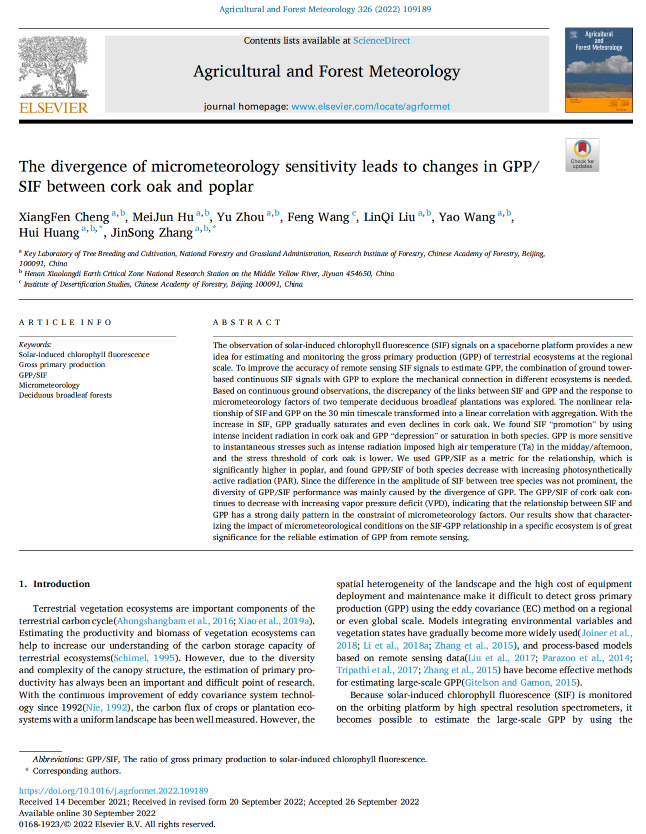 Agricultural and Forest Meteorology 326 (2022) 109189
Contents lists available at ScienceDirect
Agricultural and Forest Meteorology
journal homepage: www.elsevier.com/locate/agrformet
ELSEVIER
Agricultural
and
Forest Meteorology
Check for
updates
The divergence of micrometeorology sensitivity leads to changes in GPP/
SIF between cork oak and poplar
XiangFen Cheng a,b, MeiJun Hu a,b, Yu Zhou a,b, Feng Wang c, LinQi Liu a,b, Yao Wang a,b,
Hui Huang a,b,*, JinSong Zhang a,b,*
a Key Laboratory of Tree Breeding and Cultivation, National Forestry and Grassland Administration, Research Institute of Forestry, Chinese Academy of Forestry, Beijing,
100091, China
b Henan Xiaolangdi Earth Critical Zone National Research Station on the Middle Yellow River, Jiyuan 454650, China
c Institute of Desertification Studies, Chinese Academy of Forestry, Beijing 100091, China
ARTICLE INFO
Keywords:
Solar-induced chlorophyll fluorescence
Gross primary production
GPP/SIF
Micrometeorology
Deciduous broadleaf forests
ABSTRACT
The observation of solar-induced chlorophyll fluorescence (SIF) signals on a spaceborne platform provides a new
idea for estimating and monitoring the gross primary production (GPP) of terrestrial ecosystems at the regional
scale. To improve the accuracy of remote sensing SIF signals to estimate GPP, the combination of ground tower-
based continuous SIF signals with GPP to explore the mechanical connection in different ecosystems is needed.
Based on continuous ground observations, the discrepancy of the links between SIF and GPP and the response to
micrometeorology factors of two temperate deciduous broadleaf plantations was explored. The nonlinear re-
lationship of SIF and GPP on the 30 min timescale transformed into a linear correlation with aggregation. With the
increase in SIF, GPP gradually saturates and even declines in cork oak. We found SIF “promotion” by using
intense incident radiation in cork oak and GPP “depression” or saturation in both species. GPP is more sensitive
to instantaneous stresses such as intense radiation imposed high air temperature (Ta) in the midday/afternoon,
and the stress threshold of cork oak is lower. We used GPP/SIF as a metric for the relationship, which is
significantly higher in poplar, and found GPP/SIF of both species decrease with increasing photosynthetically
active radiation (PAR). Since the difference in the amplitude of SIF between tree species was not prominent, the
diversity of GPP/SIF performance was mainly caused by the divergence of GPP. The GPP/SIF of cork oak con-
tinues to decrease with increasing vapor pressure deficit (VPD), indicating that the relationship between SIF and
GPP has a strong daily pattern in the constraint of micrometeorology factors. Our results show that character-
izing the impact of micrometeorological conditions on the SIF-GPP relationship in a specific ecosystem is of great
significance for the reliable estimation of GPP from remote sensing.
1. Introduction
Terrestrial vegetation ecosystems are important components of the
terrestrial carbon cycle(Ahongshangbam et al., 2016; Xiao et al., 2019a).
Estimating the productivity and biomass of vegetation ecosystems can
help to increase our understanding of the carbon storage capacity of
terrestrial ecosystems(Schimel, 1995). However, due to the diversity
and complexity of the canopy structure, the estimation of primary pro-
ductivity has always been an important and difficult point of research.
With the continuous improvement of eddy covariance system technol-
ogy since 1992(Nie, 1992), the carbon flux of crops or plantation eco-
systems with a uniform landscape has been well measured. However, the
spatial heterogeneity of the landscape and the high cost of equipment
deployment and maintenance make it difficult to detect gross primary
production (GPP) using the eddy covariance (EC) method on a regional
or even global scale. Models integrating environmental variables and
vegetation states have gradually become more widely used(Joiner et al.,
2018; Li et al., 2018a; Zhang et al., 2015), and process-based models
based on remote sensing data(Liu et al., 2017; Parazoo et al., 2014;
Tripathi et al., 2017; Zhang et al., 2015) have become effective methods
for estimating large-scale GPP(Gitelson and Gamon, 2015).
Because solar-induced chlorophyll fluorescence (SIF) is monitored
on the orbiting platform by high spectral resolution spectrometers, it
becomes possible to estimate the large-scale GPP by using the
Abbreviations: GPP/SIF, The ratio of gross primary production to solar-induced chlorophyll fluorescence.
* Corresponding authors.
https://doi.org/10.1016/j.agrformet.2022.109189
Received 14 December 2021; Received in revised form 20 September 2022; Accepted 26 September 2022
Available online 30 September 2022
0168-1923/© 2022 Elsevier B.V. All rights reserved.